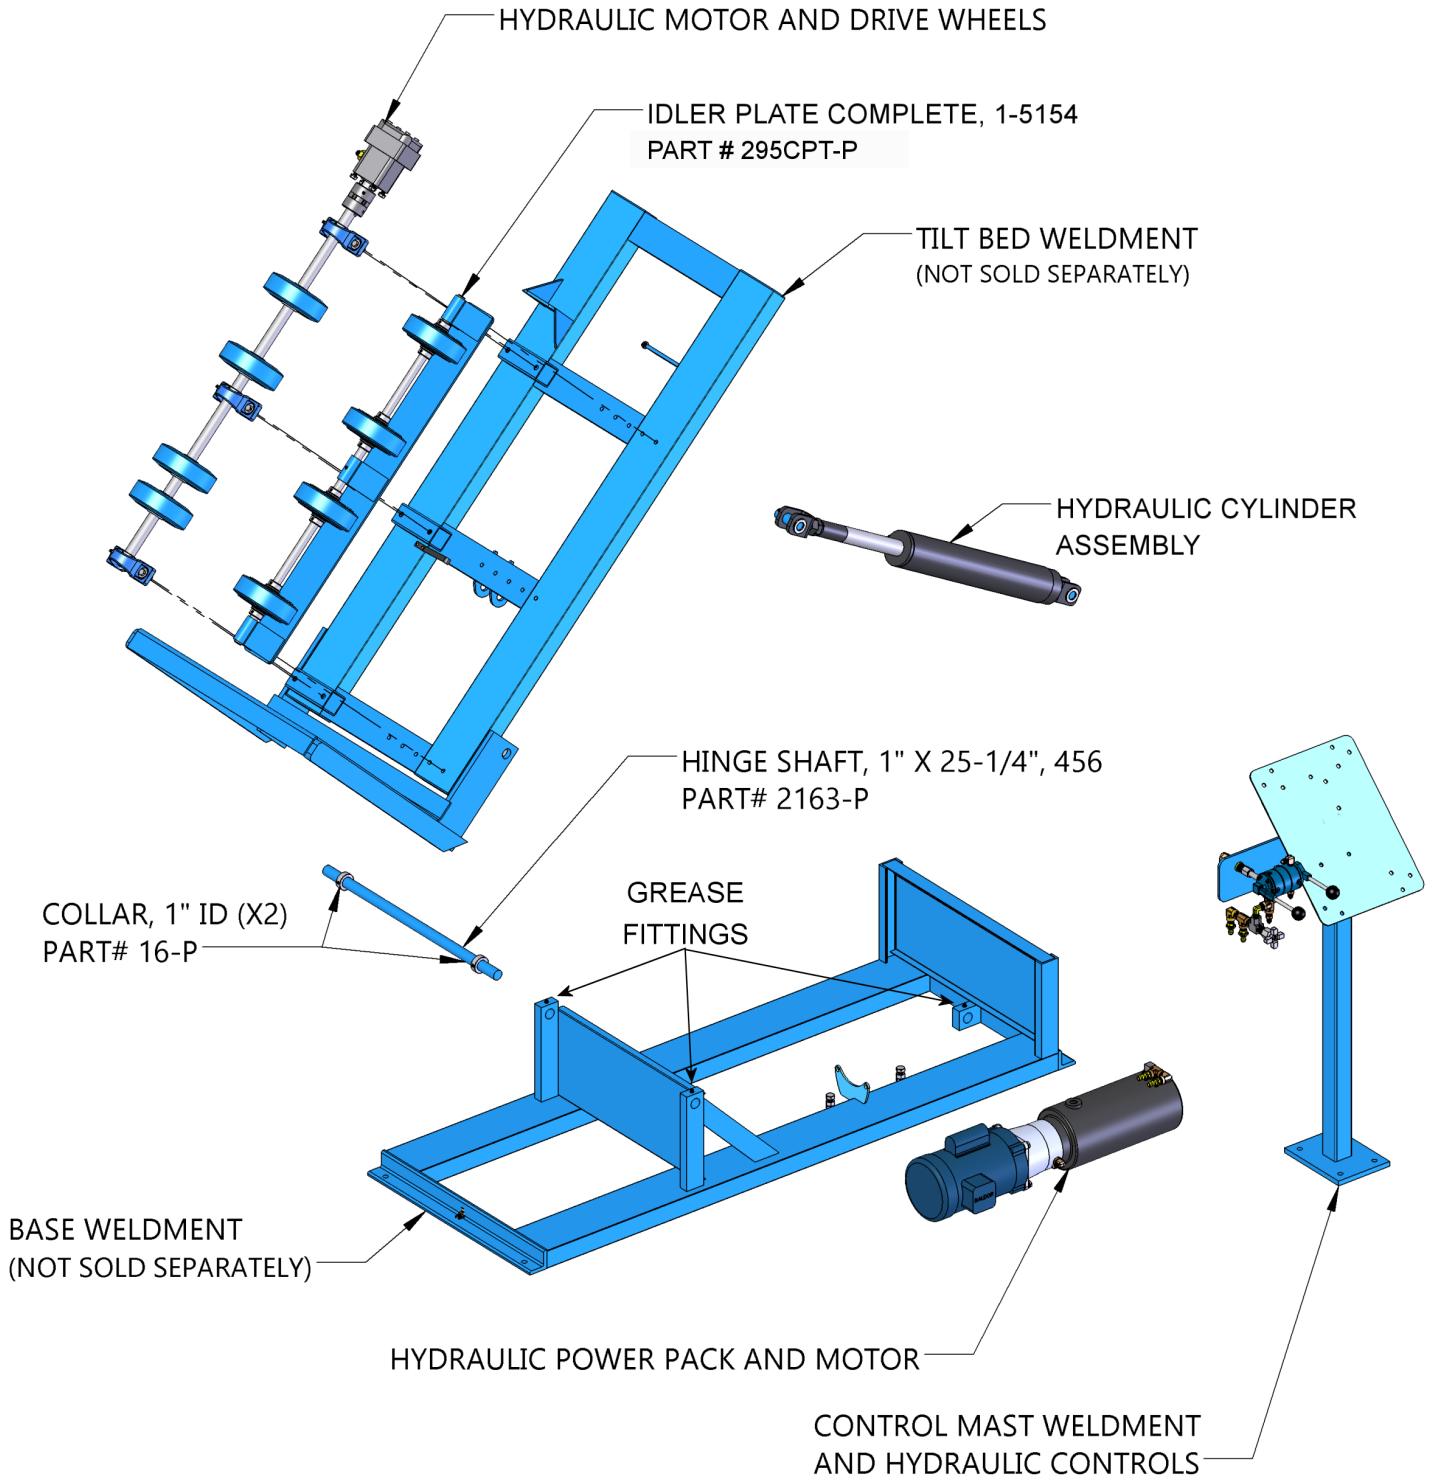 HYDRAULIC MOTOR AND DRIVE WHEELS
IDLER PLATE COMPLETE, 1-5154
PART # 295CPT-P
TILT BED WELDMENT
(NOT SOLD SEPARATELY)
HYDRAULIC CYLINDER
ASSEMBLY
HINGE SHAFT, 1" X 25-1/4", 456
PART# 2163-P
COLLAR, 1" ID (X2)
PART# 16-P
GREASE
FITTINGS
BALDOR
BASE WELDMENT
(NOT SOLD SEPARATELY)
HYDRAULIC POWER PACK AND MOTOR
CONTROL MAST WELDMENT
AND HYDRAULIC CONTROLS